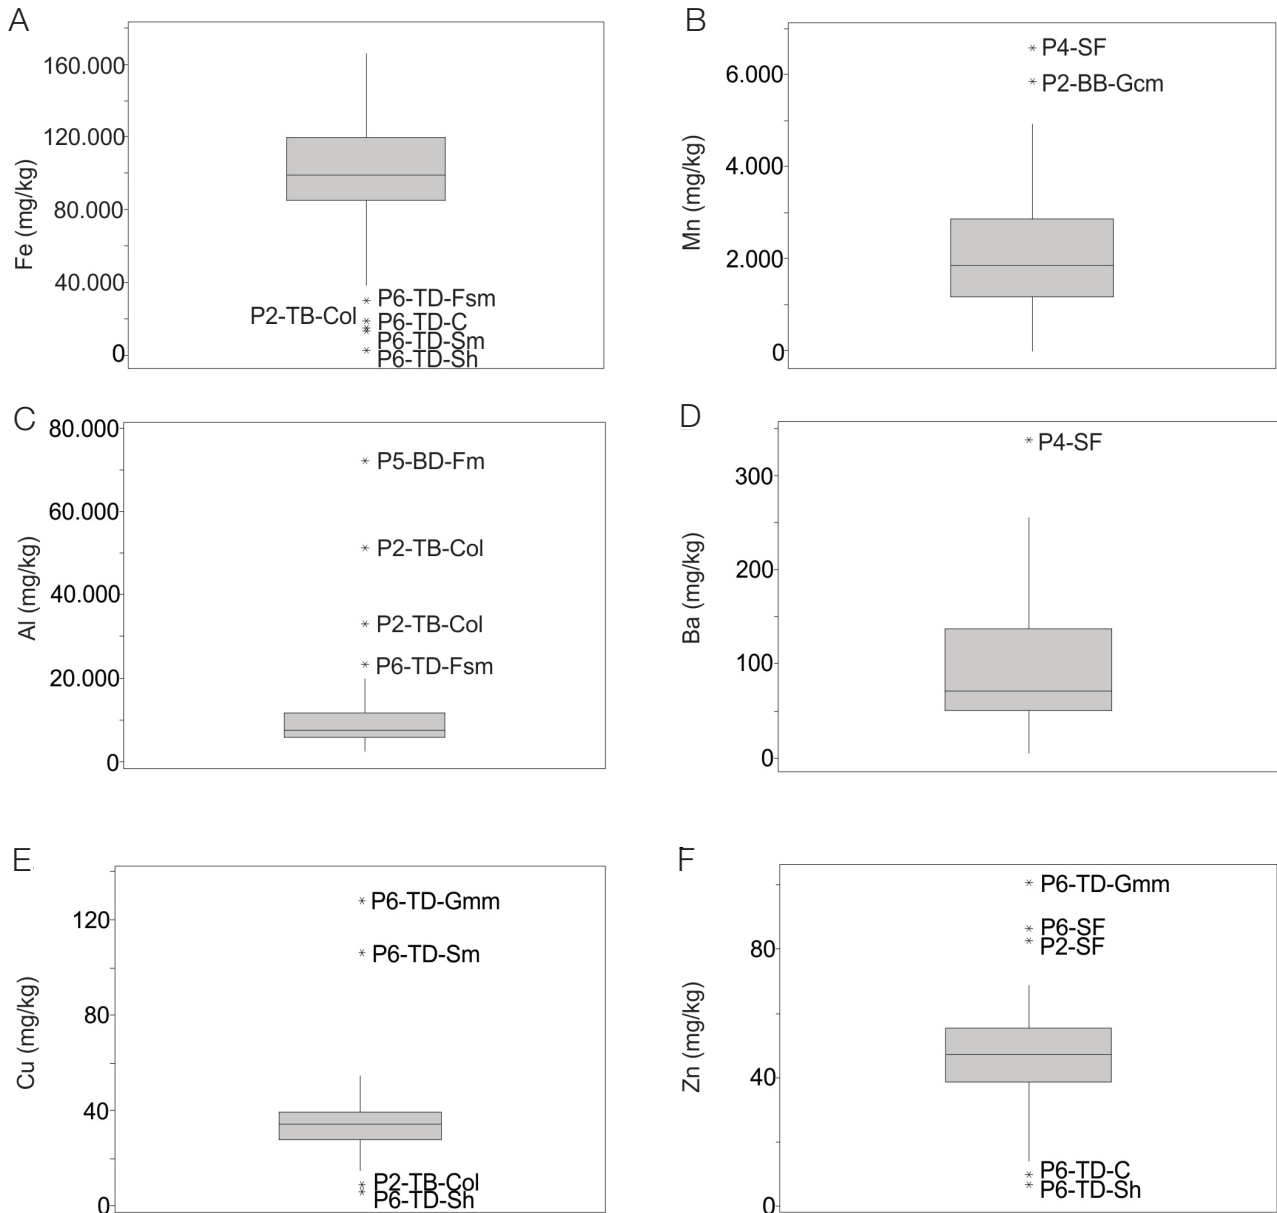 A
Fe (mg/kg)
160.000
120.000
80.000
40.000
0
P6-TD-Fsm
P2-TB-Col
P6-TD-C
P6-TD-Sm
P6-TD-Sh
B
Mn (mg/kg)
6.000
4.000
2.000
0
P4-SF
P2-BB-Gcm
C
Al (mg/kg)
80.000
60.000
40.000
20.000
0
P5-BD-Fm
P2-TB-Col
P2-TB-Col
P6-TD-Fsm
D
Ba (mg/kg)
300
200
100
0
P4-SF
E
Cu (mg/kg)
120
80
40
0
P6-TD-Gmm
P6-TD-Sm
P2-TB-Col
P6-TD-Sh
F
Zn (mg/kg)
80
40
0
P6-TD-Gmm
P6-SF
P2-SF
P6-TD-C
P6-TD-Sh